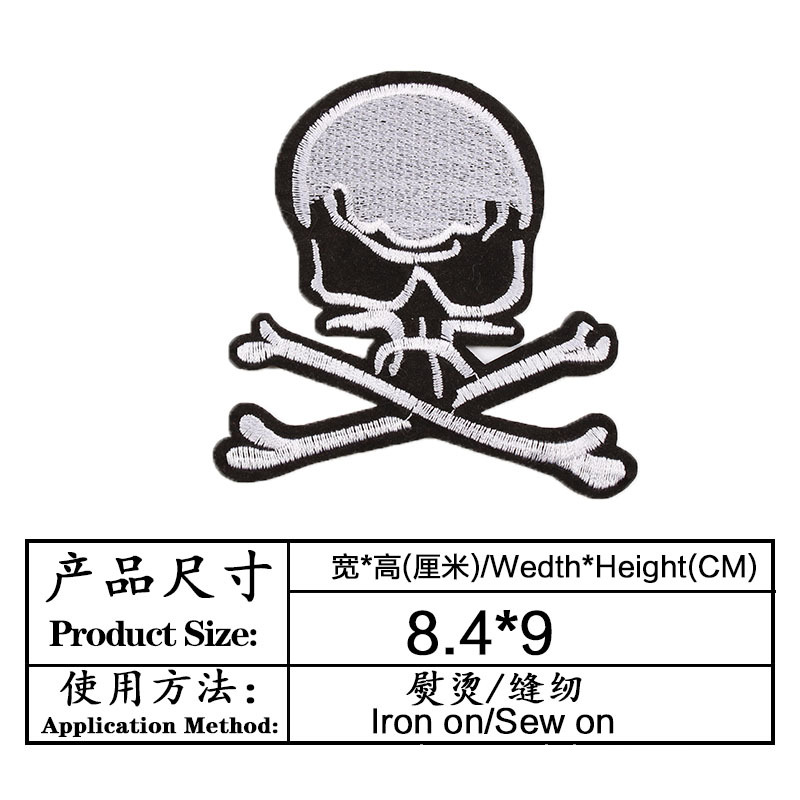 产品尺寸
Product Size:
宽*高(厘米)/Wedth*Height(CM)
8.4*9
使用方法：
Application Method:
熨烫/缝纫
Iron on/Sew on